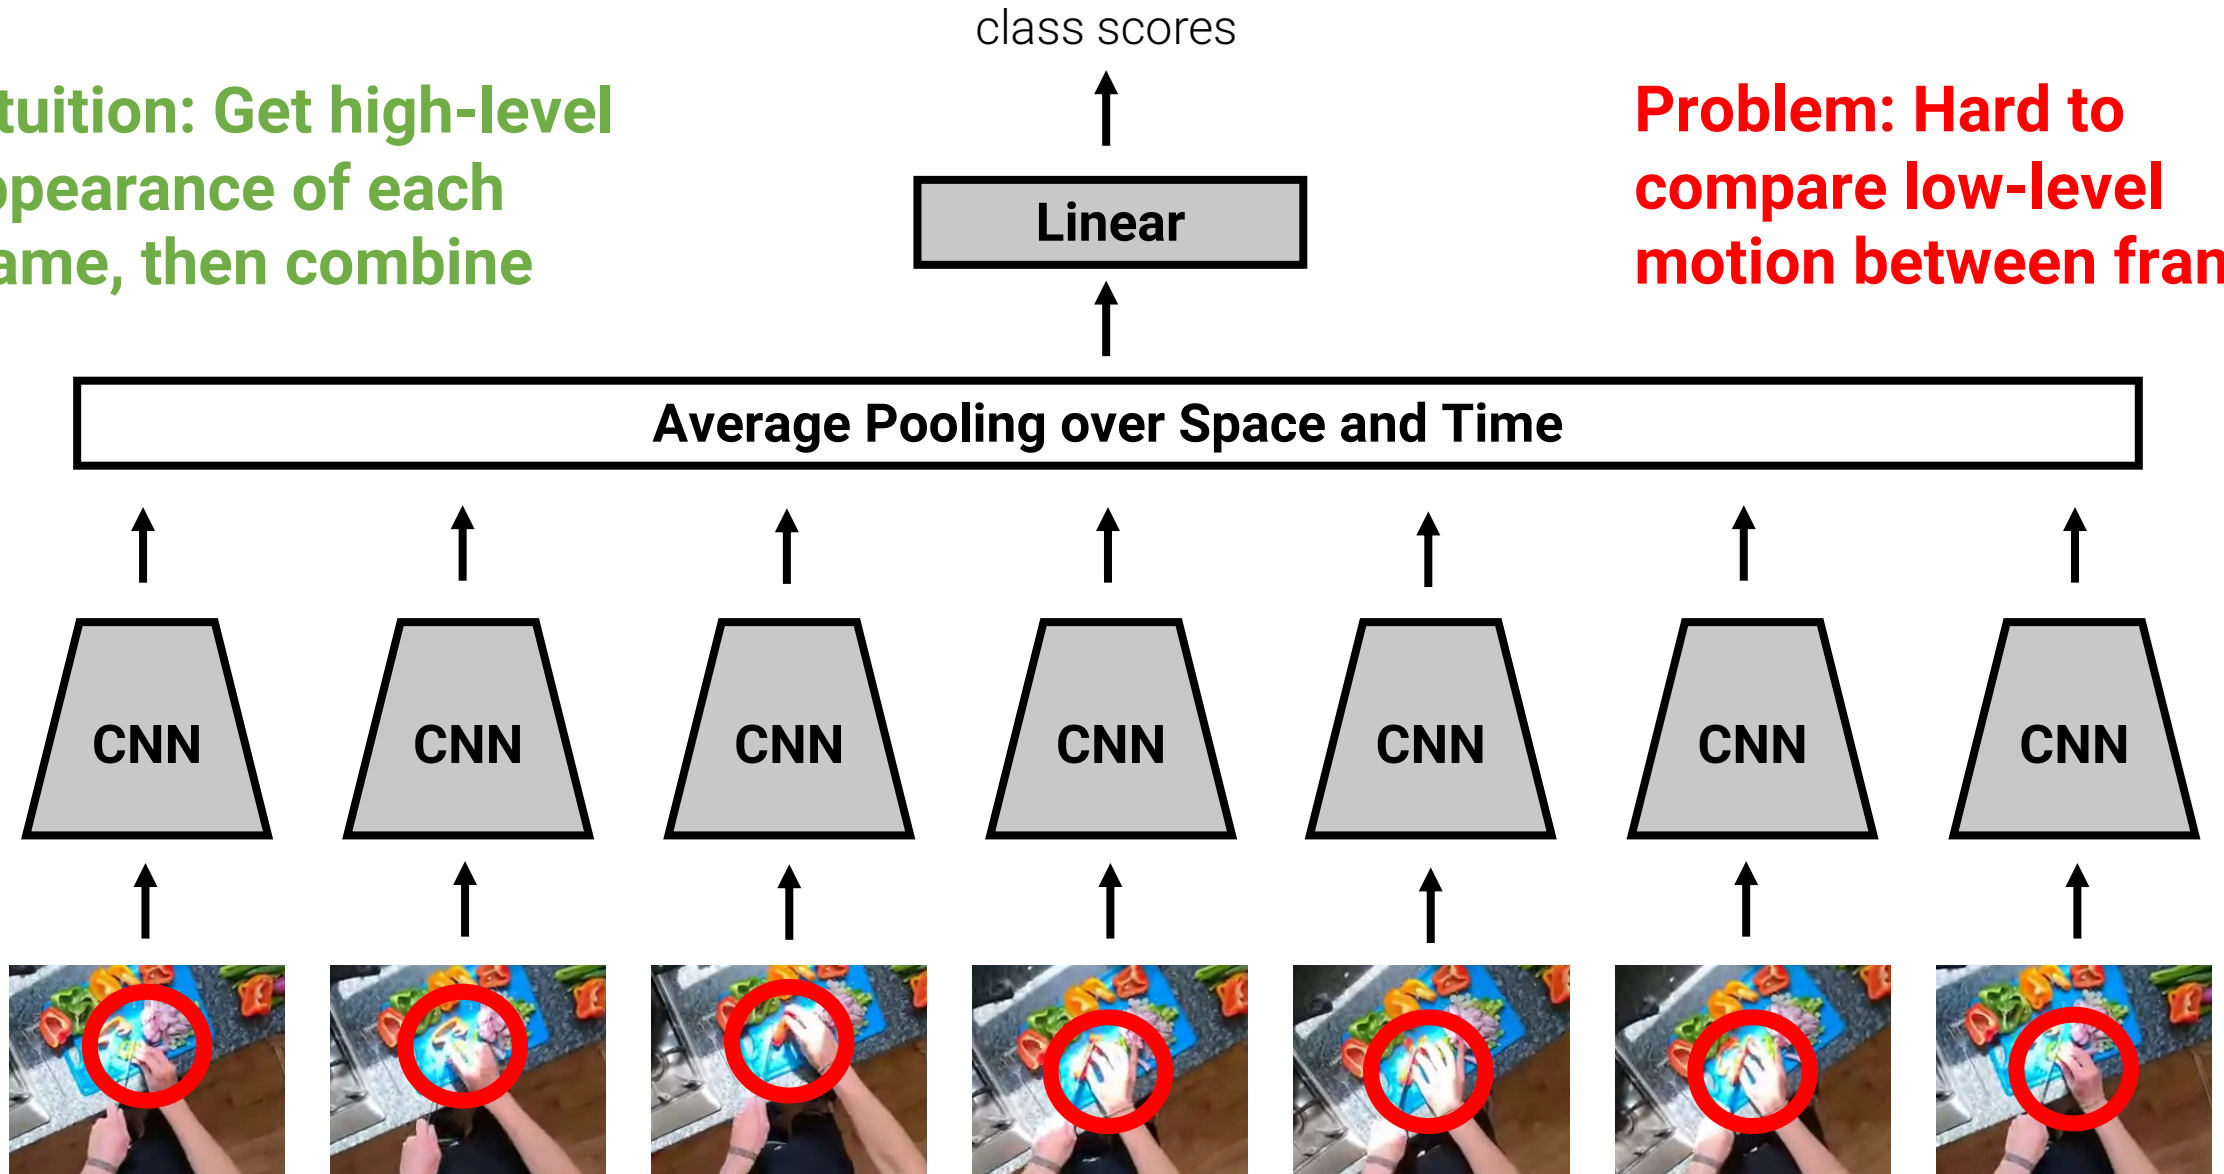 class scores
tuition: Get high-level
ppearance of each
ame, then combine
Problem: Hard to
compare low-level
motion between fran
Linear
Average Pooling over Space and Time
CNN
CNN
CNN
CNN
CNN
CNN
CNN